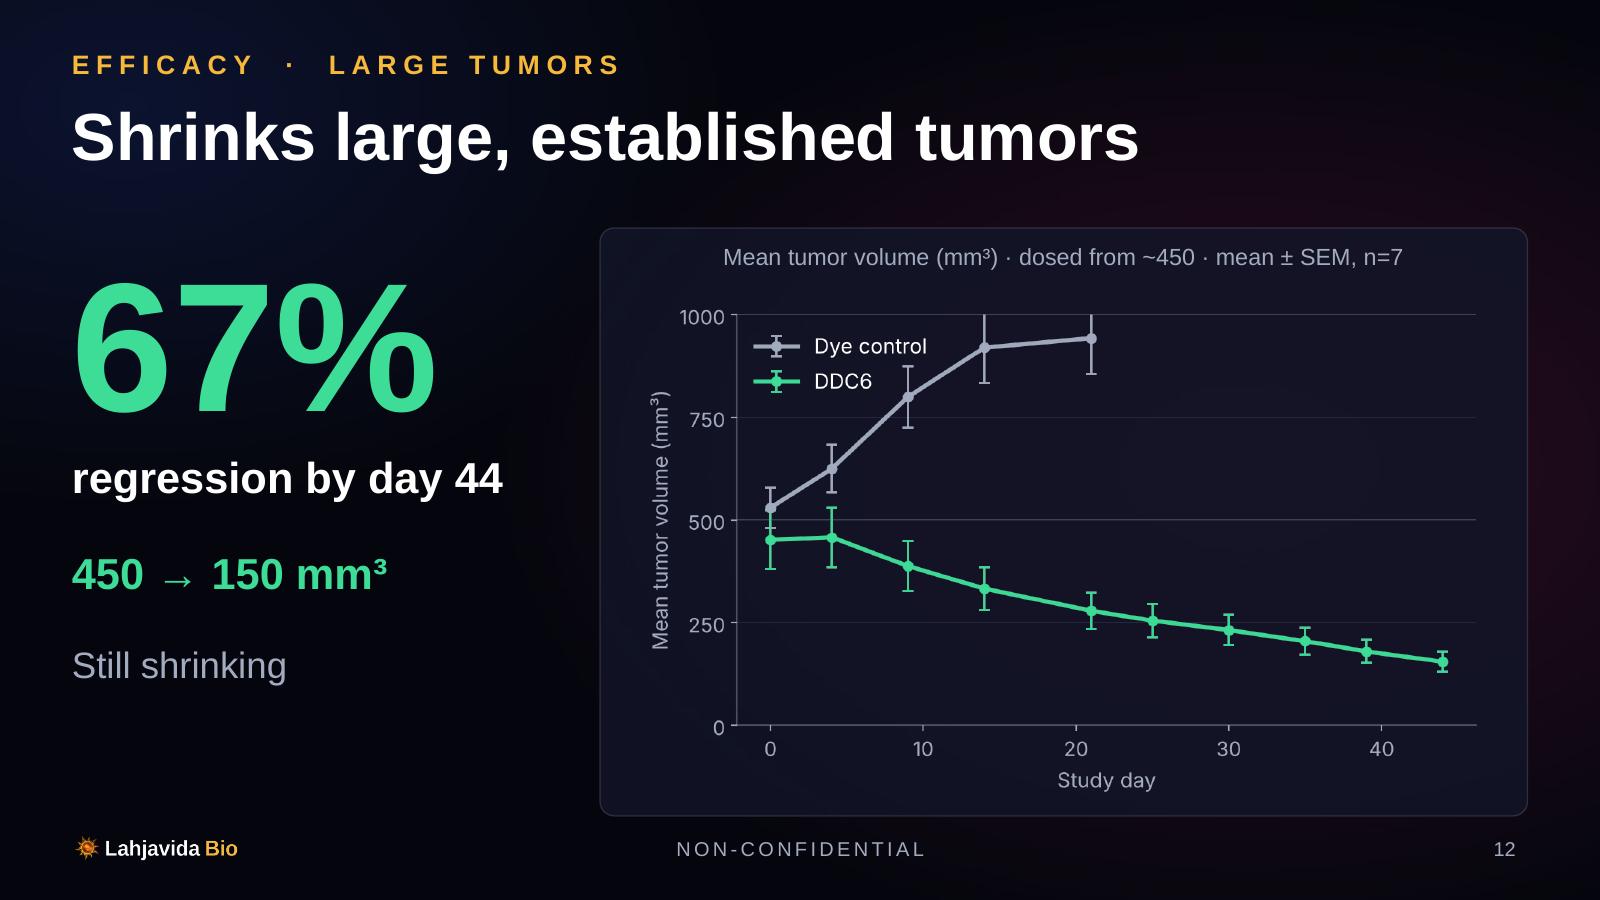 EFFICACY · LARGE TUMORS
Shrinks large, established tumors
67%
regression by day 44
450 → 150 mm³
Still shrinking
Mean tumor volume (mm³) · dosed from ~450 · mean ± SEM, n=7
Dye control
DDC6
Mean tumor volume (mm³)
1000
750
500
250
0
0 10 20 30 40
Study day
Lahjavida Bio
NON-CONFIDENTIAL
12